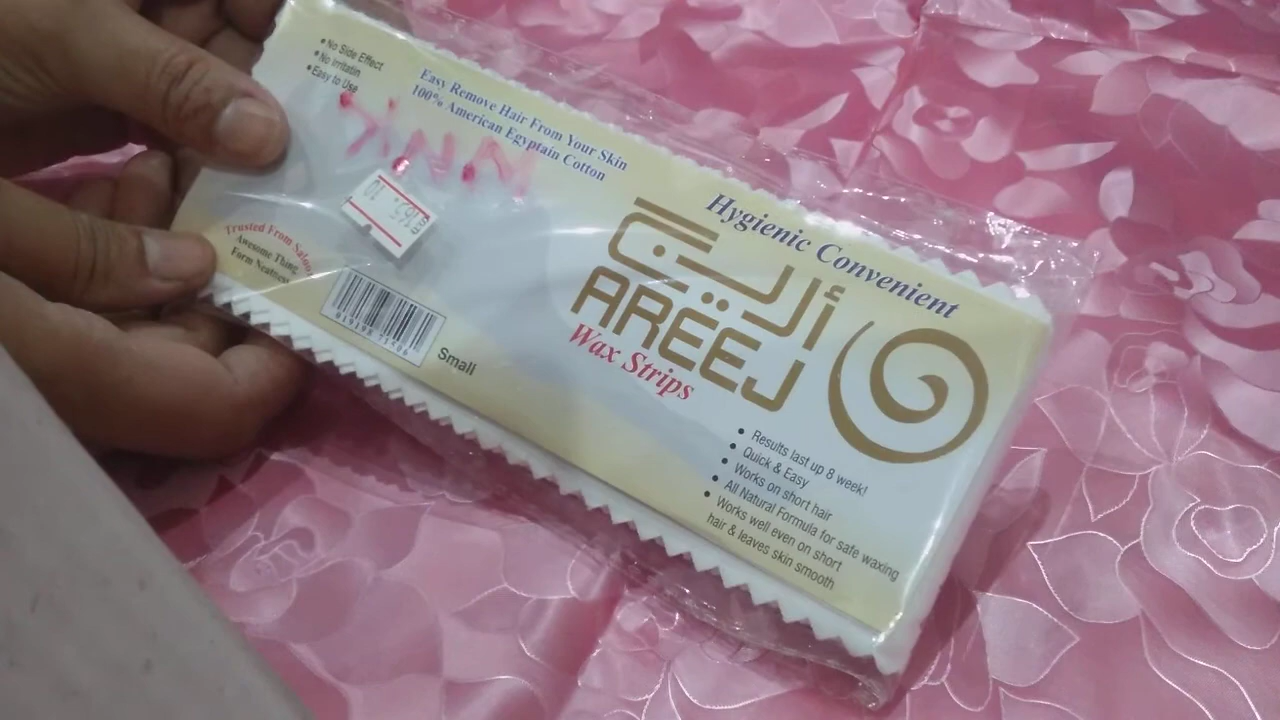 • No Side Effect
• No Irritatin
• Easy to Use
Easy Remove Hair From Your Skin
100% American Egyptain Cotton
Hygienic Convenient
أريج
AREEJ
Wax Strips
Trusted From Salon
Awesome Thing,
Form Neatness
Small
• Results last up 8 week!
• Quick & Easy
• Works on short hair
• All Natural Formula for safe waxing
• Works well even on short
hair & leaves skin smooth